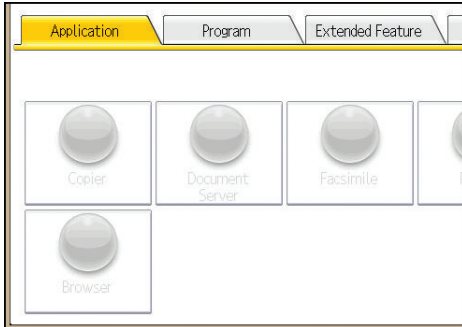 Application Program Extended Feature
Copier Document Server Facsimile
Browser